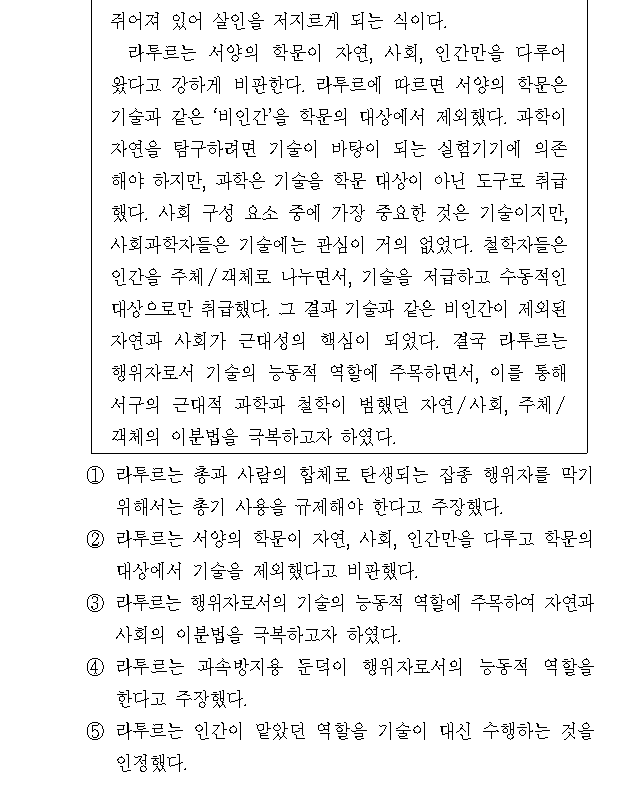 쥐어져 있어 살인을 저지르게 되는 식이다.
라투르는 서양의 학문이 자연, 사회, 인간만을 다루어
왔다고 강하게 비판한다. 라투르에 따르면 서양의 학문은
기술과 같은 ‘비인간’을 학문의 대상에서 제외했다. 과학이
자연을 탐구하려면 기술이 바탕이 되는 실험기기에 의존
해야 하지만, 과학은 기술을 학문 대상이 아닌 도구로 취급
했다. 사회 구성 요소 중에 가장 중요한 것은 기술이지만,
사회과학자들은 기술에는 관심이 거의 없었다. 철학자들은
인간을 주체/객체로 나누면서, 기술을 저급하고 수동적인
대상으로만 취급했다. 그 결과 기술과 같은 비인간이 제외된
자연과 사회가 근대성의 핵심이 되었다. 결국 라투르는
행위자로서 기술의 능동적 역할에 주목하면서, 이를 통해
서구의 근대적 과학과 철학이 범했던 자연/사회, 주체/
객체의 이분법을 극복하고자 하였다.
① 라투르는 총과 사람의 합체로 탄생되는 잡종 행위자를 막기
위해서는 총기 사용을 규제해야 한다고 주장했다.
② 라투르는 서양의 학문이 자연, 사회, 인간만을 다루고 학문의
대상에서 기술을 제외했다고 비판했다.
③ 라투르는 행위자로서의 기술의 능동적 역할에 주목하여 자연과
사회의 이분법을 극복하고자 하였다.
④ 라투르는 과속방지용 둔덕이 행위자로서의 능동적 역할을
한다고 주장했다.
⑤ 라투르는 인간이 맡았던 역할을 기술이 대신 수행하는 것을
인정했다.